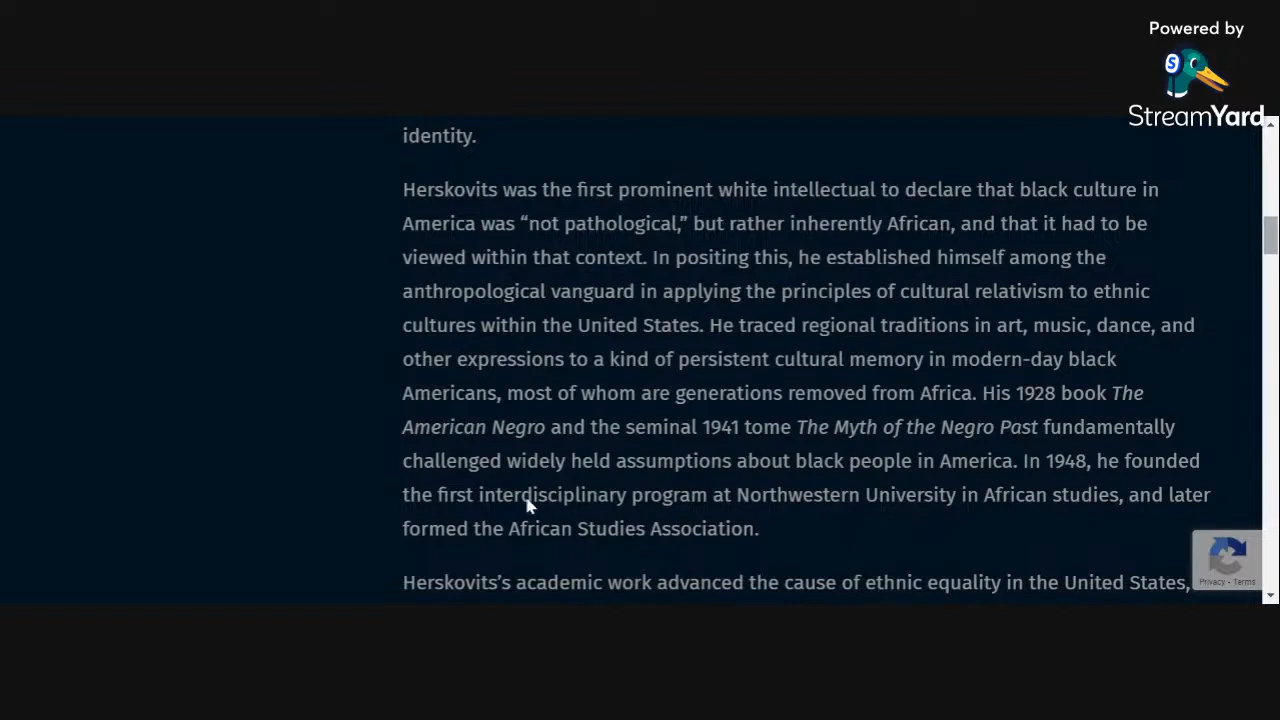 Powered by
StreamYard
identity.
Herskovits was the first prominent white intellectual to declare that black culture in
America was “not pathological,” but rather inherently African, and that it had to be
viewed within that context. In positing this, he established himself among the
anthropological vanguard in applying the principles of cultural relativism to ethnic
cultures within the United States. He traced regional traditions in art, music, dance, and
other expressions to a kind of persistent cultural memory in modern-day black
Americans, most of whom are generations removed from Africa. His 1928 book The
American Negro and the seminal 1941 tome The Myth of the Negro Past fundamentally
challenged widely held assumptions about black people in America. In 1948, he founded
the first interdisciplinary program at Northwestern University in African studies, and later
formed the African Studies Association.
Herskovits’s academic work advanced the cause of ethnic equality in the United States,
Privacy - Terms